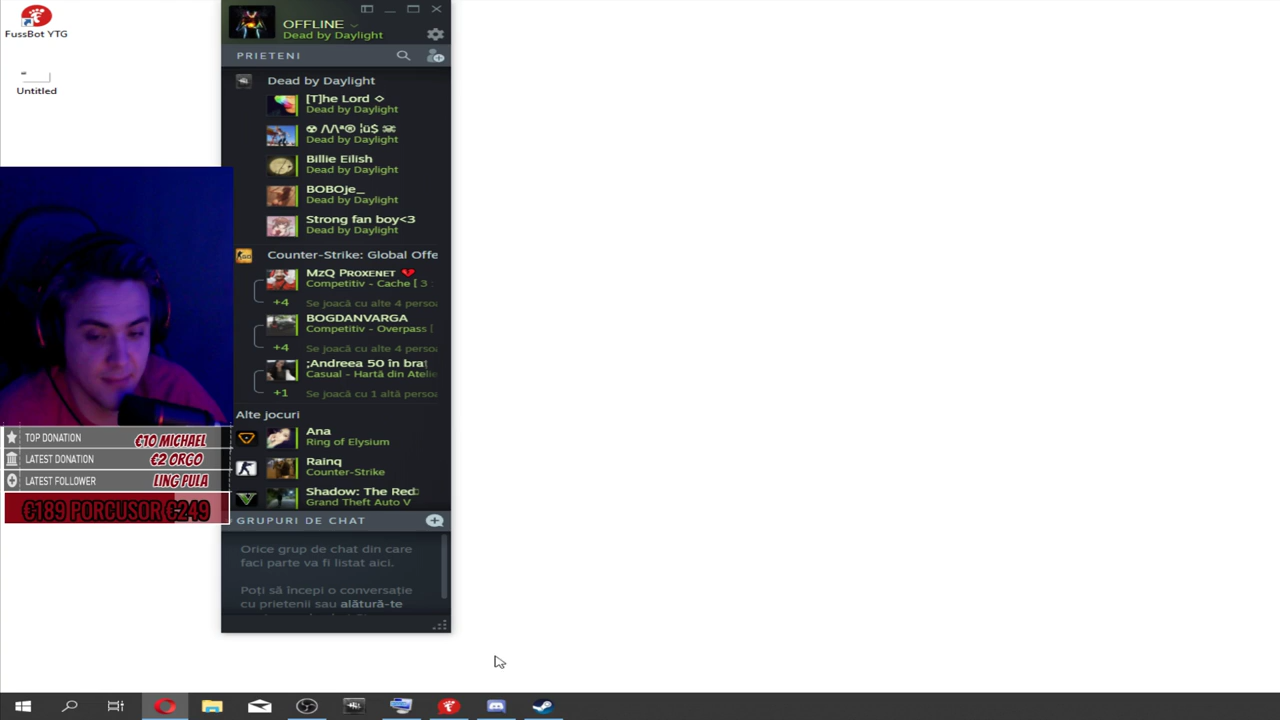 FussBot YTG
Untitled
OFFLINE
Dead by Daylight
PRIETENI
Dead by Daylight
[T]he Lord ◇
Dead by Daylight
Dead by Daylight
Billie Eilish
Dead by Daylight
BOBOje_
Dead by Daylight
Strong fan boy<3
Dead by Daylight
Counter-Strike: Global Offe
MzQ Proxenet 💔
Competitiv - Cache [ 3
+4 Se joacă cu alte 4 persoa
BOGDANVARGA
Competitiv - Overpass [
+4 Se joacă cu alte 4 persoa
;Andreea 50 în braț
Casual - Hartă din Atelie
+1 Se joacă cu 1 altă persoa
Alte jocuri
Ana
Ring of Elysium
Rainq
Counter-Strike
Shadow: The Red
Grand Theft Auto V
GRUPURI DE CHAT
Orice grup de chat din care
faci parte va fi listat aici.
Poți să începi o conversație
cu prietenii sau alătură-te
TOP DONATION €10 MICHAEL
LATEST DONATION €2 ORGO
LATEST FOLLOWER LING PULA
€189 PORCUSOR €249